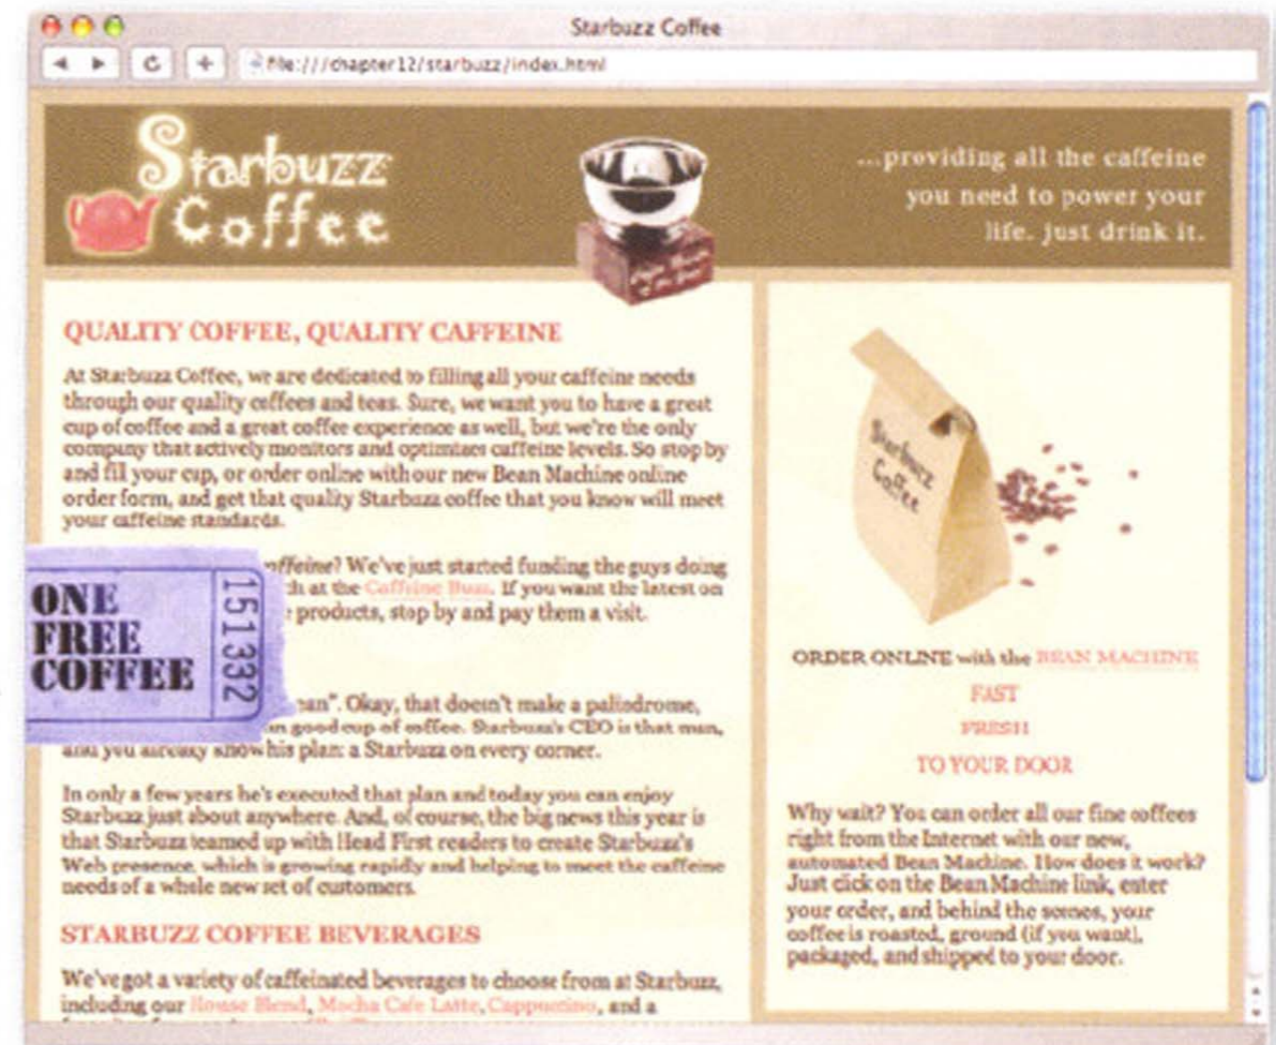 Starbuzz Coffee
file:///chapter12/starbuzz/index.html
Starbuzz
Coffee
...providing all the caffeine
you need to power your
life. just drink it.
QUALITY COFFEE, QUALITY CAFFEINE
At Starbuzz Coffee, we are dedicated to filling all your caffeine needs
through our quality coffees and teas. Sure, we want you to have a great
cup of coffee and a great coffee experience as well, but we're the only
company that actively monitors and optimizes caffeine levels. So stop by
and fill your cup, or order online with our new Bean Machine online
order form, and get that quality Starbuzz coffee that you know will meet
your caffeine standards.
affeine? We've just started funding the guys doing
ch at the Caffeine Buzz. If you want the latest on
products, stop by and pay them a visit.
ONE
FREE
COFFEE
151332
an". Okay, that doesn't make a palindrome,
good cup of coffee. Starbuzz's CEO is that man,
and you already know his plan: a Starbuzz on every corner.
In only a few years he's executed that plan and today you can enjoy
Starbuzz just about anywhere. And, of course, the big news this year is
that Starbuzz teamed up with Head First readers to create Starbuzz's
Web presence, which is growing rapidly and helping to meet the caffeine
needs of a whole new set of customers.
STARBUZZ COFFEE BEVERAGES
We've got a variety of caffeinated beverages to choose from at Starbuzz,
including our House Blend, Mocha Cafe Latte, Cappuccino, and a
Starbuzz
Coffee
ORDER ONLINE with the BEAN MACHINE
FAST
FRESH
TO YOUR DOOR
Why wait? You can order all our fine coffees
right from the Internet with our new,
automated Bean Machine. How does it work?
Just click on the Bean Machine link, enter
your order, and behind the scenes, your
coffee is roasted, ground (if you want),
packaged, and shipped to your door.